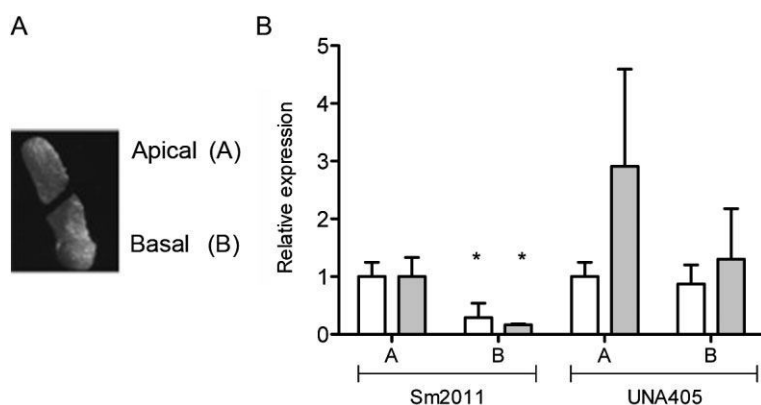 A
Apical (A)
Basal (B)
B
Relative expression
5
4
3
2
1
0
* *
A B A B
Sm2011 UNA405